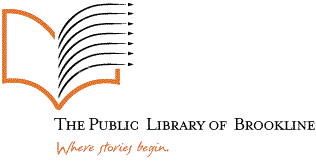 The Public Library of Brookline
Where stories begin.